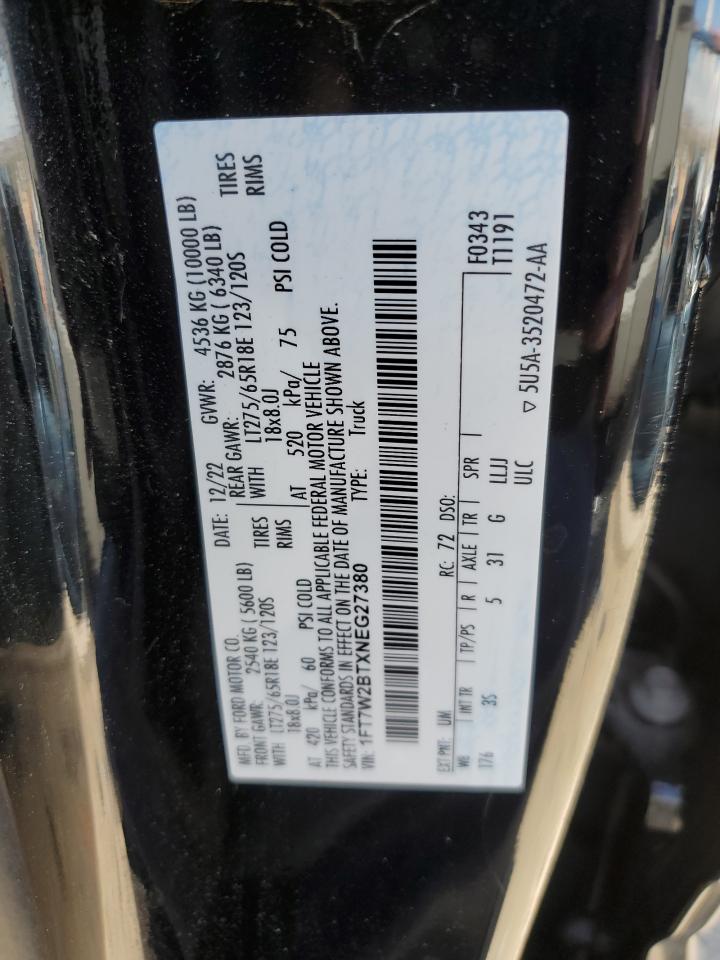 MFD BY FORD MOTOR CO.
DATE: 12/22 GVWR: 4536 KG (10000 LB)
FRONT GAWR: 2540 KG ( 5600 LB)
REAR GAWR: 2876 KG ( 6340 LB)
WITH LT275/65R18E 123/120S TIRES
WITH LT275/65R18E 123/120S TIRES
18x8.0J RIMS
18x8.0J RIMS
AT 420 kPa/ 60 PSI COLD
AT 520 kPa/ 75 PSI COLD
THIS VEHICLE CONFORMS TO ALL APPLICABLE FEDERAL MOTOR VEHICLE
SAFETY STANDARDS IN EFFECT ON THE DATE OF MANUFACTURE SHOWN ABOVE.
VIN: 1FT7W2BTXNEG27380
TYPE: Truck
EXT PNT: UM RC: 72 DSO:
WB INT TR TP/PS R AXLE TR SPR
176 3S 5 31 G LLJJ
F0343
T1191
ULC
▽ 5U5A-3520472-AA